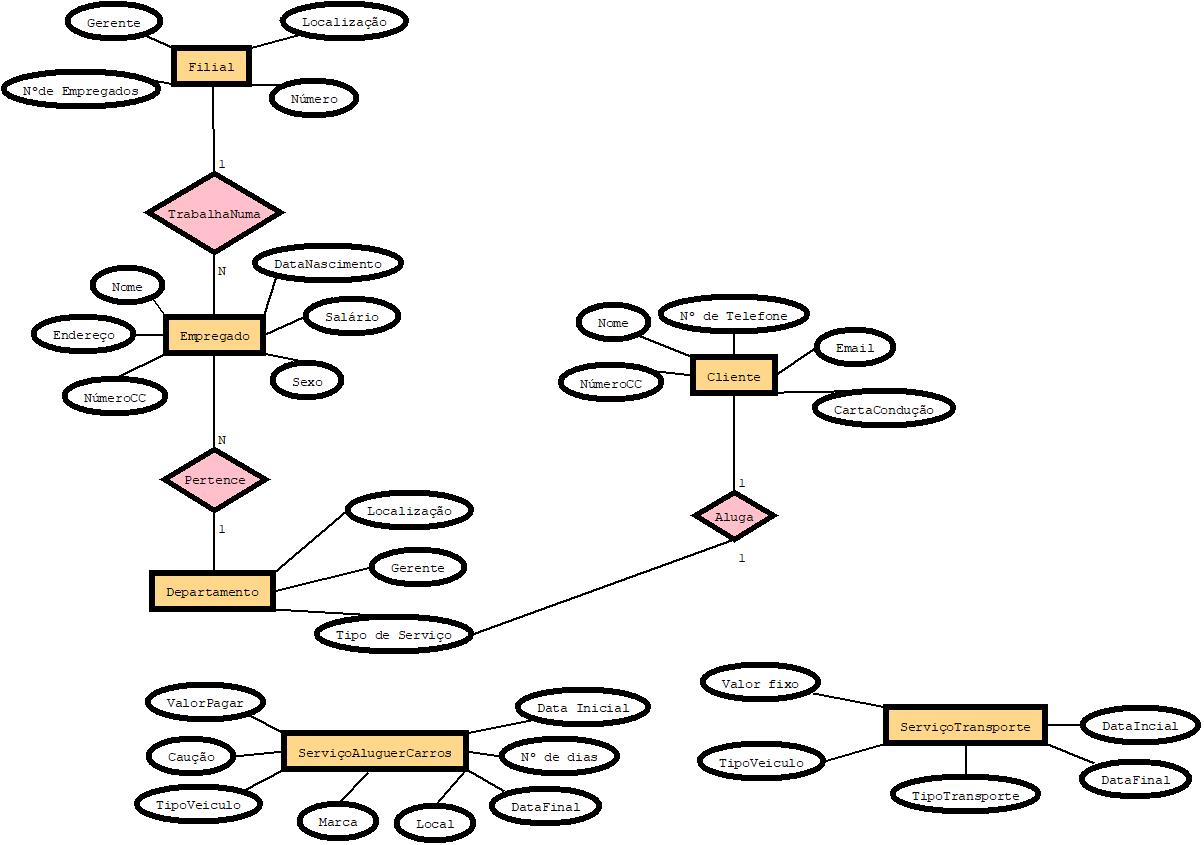 Gerente
Localização
Filial
Nºde Empregados
Número
1
TrabalhaNuma
N
DataNascimento
Nome
Salário
Endereço
Empregado
Sexo
NúmeroCC
N
Pertence
1
Localização
Gerente
Departamento
Tipo de Serviço
Nº de Telefone
Nome
Email
Cliente
NúmeroCC
CartaCondução
1
Aluga
1
ValorPagar
Data Inicial
ServiçoAluguerCarros
Caução
Nº de dias
TipoVeiculo
DataFinal
Marca
Local
Valor fixo
ServiçoTransporte
DataIncial
TipoVeiculo
DataFinal
TipoTransporte